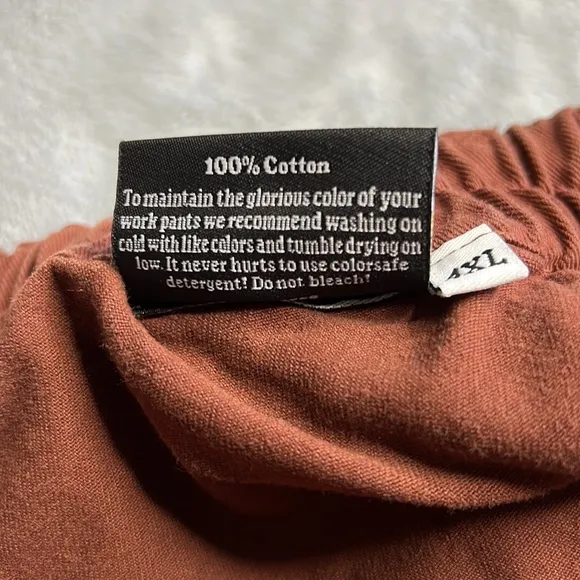 100% Cotton
To maintain the glorious color of your
work pants we recommend washing on
cold with like colors and tumble drying on
low. It never hurts to use colorsafe
detergent! Do not bleach!
4XL